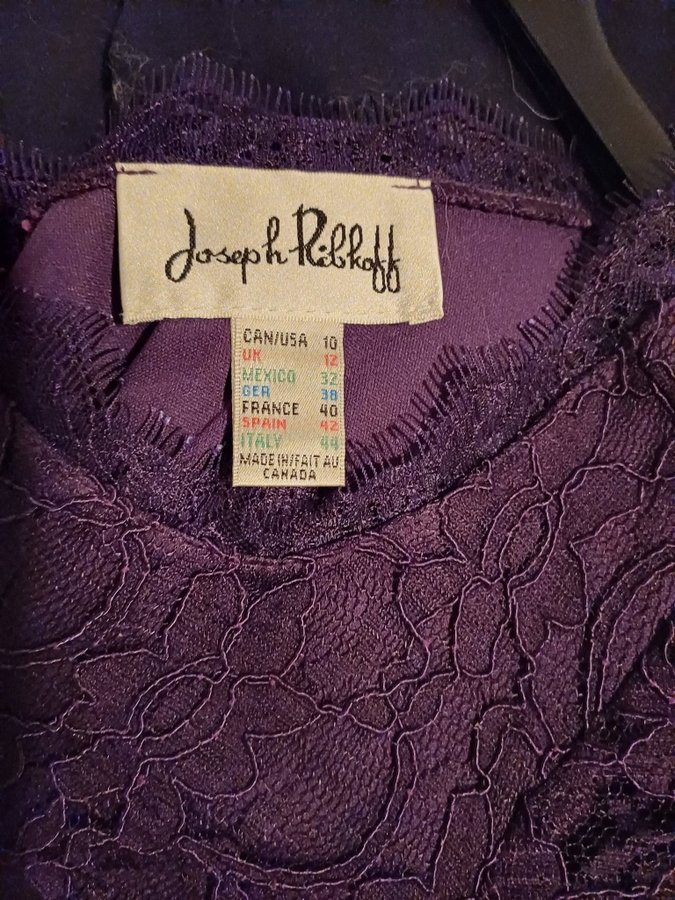 Joseph Ribkoff
CAN/USA 10
UK 12
MEXICO 32
GER 38
FRANCE 40
SPAIN 42
ITALY 44
MADE IN/FAIT AU
CANADA